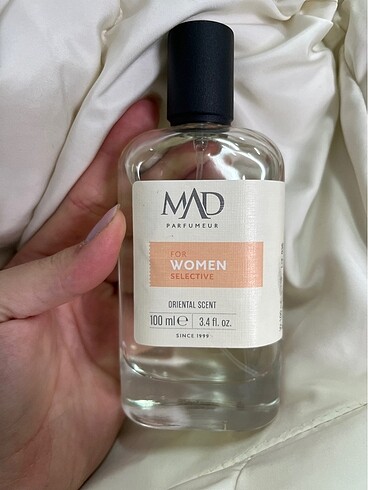 MAD
PARFUMEUR
FOR
WOMEN
SELECTIVE
ORIENTAL SCENT
100 ml ℮ 3.4 fl. oz.
SINCE 1999